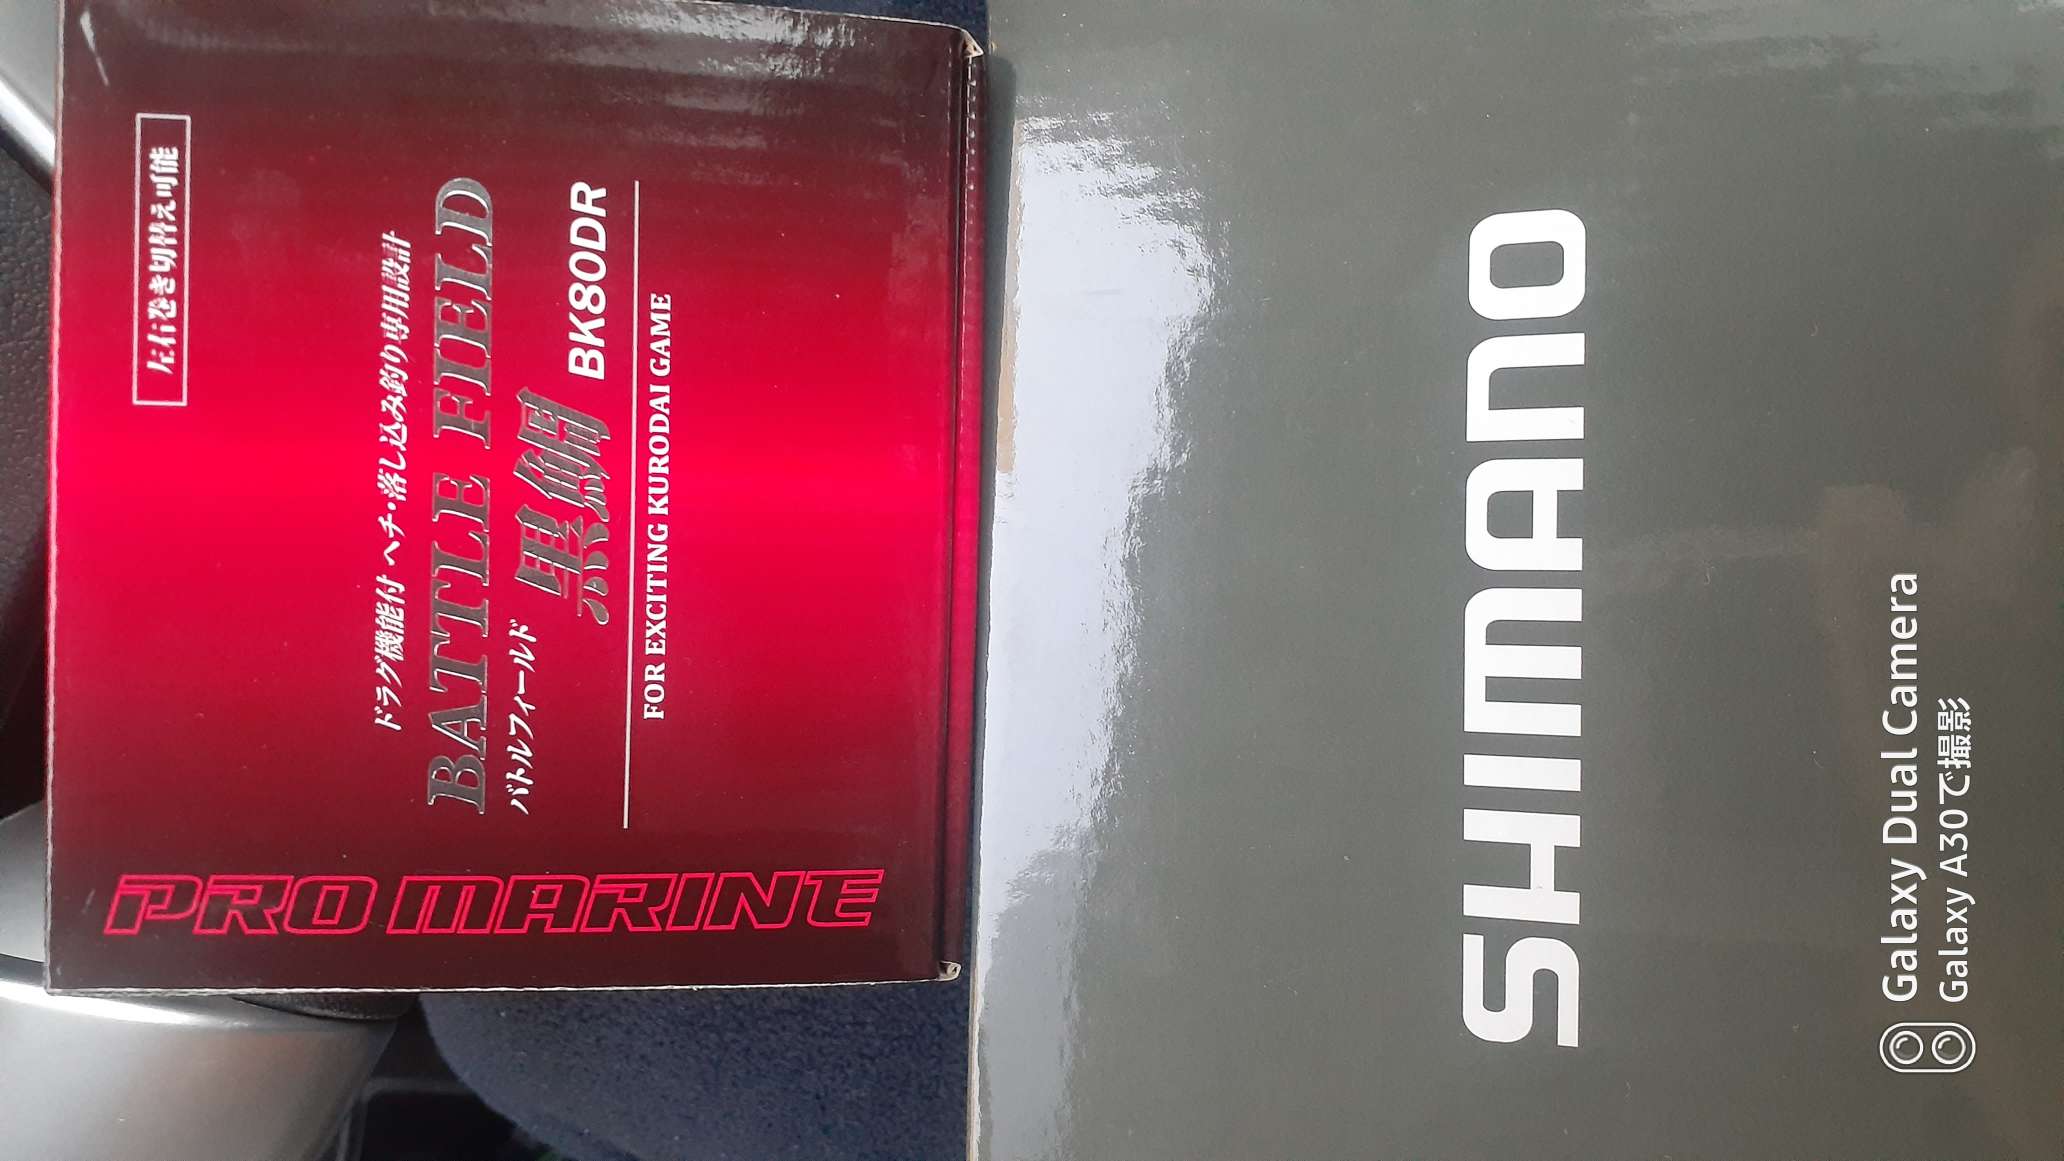 左右巻き切替え可能
ドラグ機能付 ヘチ・落し込み釣り専用設計
BATTLE FIELD
バトルフィールド 黒鯛 BK80DR
FOR EXCITING KURODAI GAME
PRO MARINE
SHIMANO
Galaxy Dual Camera
Galaxy A30で撮影